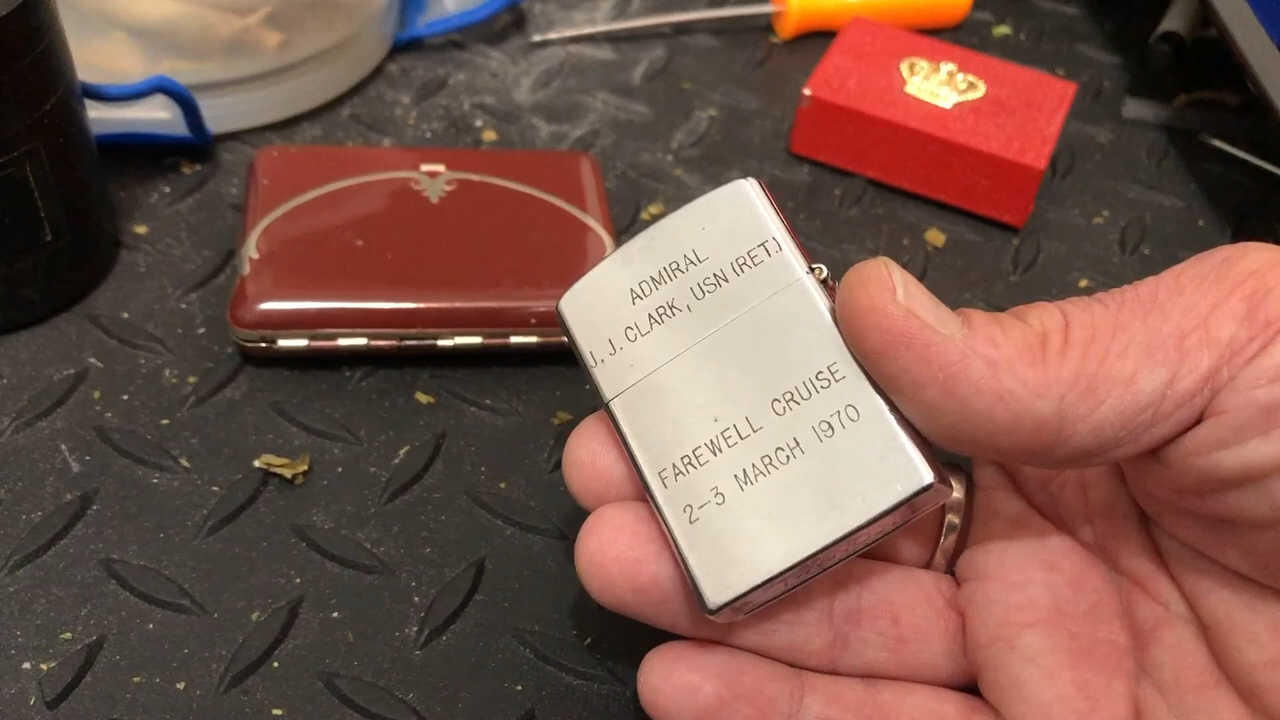 ADMIRAL
J. J. CLARK, USN (RET.)
FAREWELL CRUISE
2-3 MARCH 1970